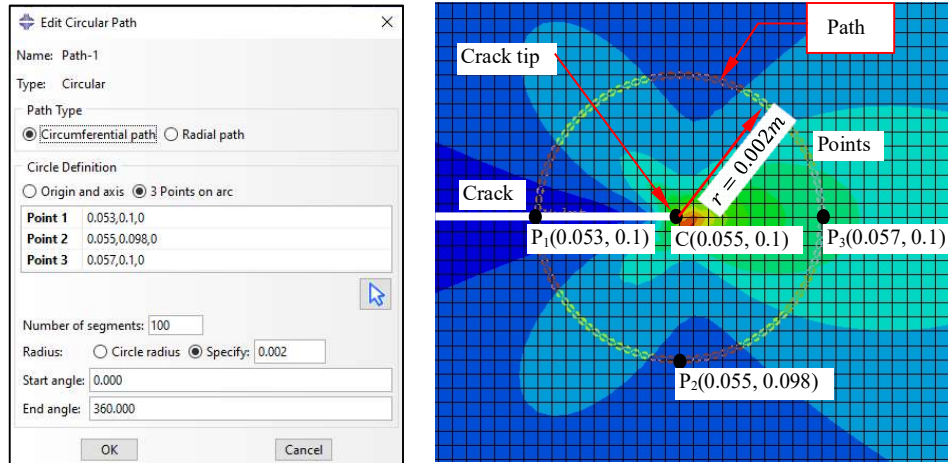 Edit Circular Path
Name: Path-1
Type: Circular
Path Type
Circumferential path Radial path
Circle Definition
Origin and axis 3 Points on arc
Point 1 0.053,0.1,0
Point 2 0.055,0.098,0
Point 3 0.057,0.1,0
Number of segments: 100
Radius: Circle radius Specify: 0.002
Start angle: 0.000
End angle: 360.000
OK Cancel
Path
Crack tip
r = 0.002m
Points
Crack
P₁(0.053, 0.1) C(0.055, 0.1) P₃(0.057, 0.1)
P₂(0.055, 0.098)